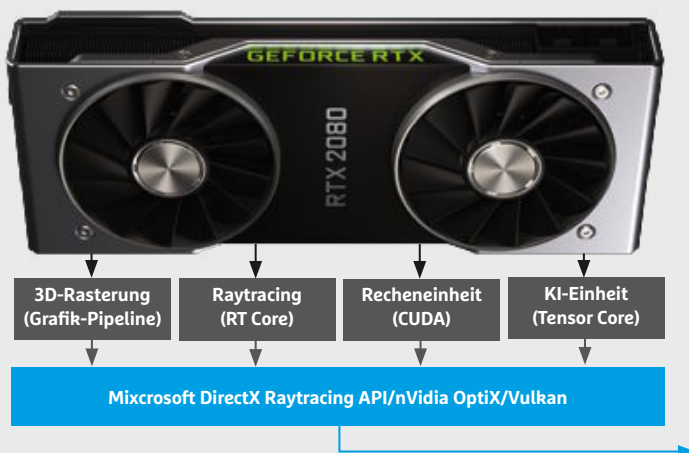 GEFORCE RTX
RTX 2080
3D-Rasterung
(Grafik-Pipeline)
Raytracing
(RT Core)
Recheneinheit
(CUDA)
KI-Einheit
(Tensor Core)
Mixcrosoft DirectX Raytracing API/nVidia OptiX/Vulkan